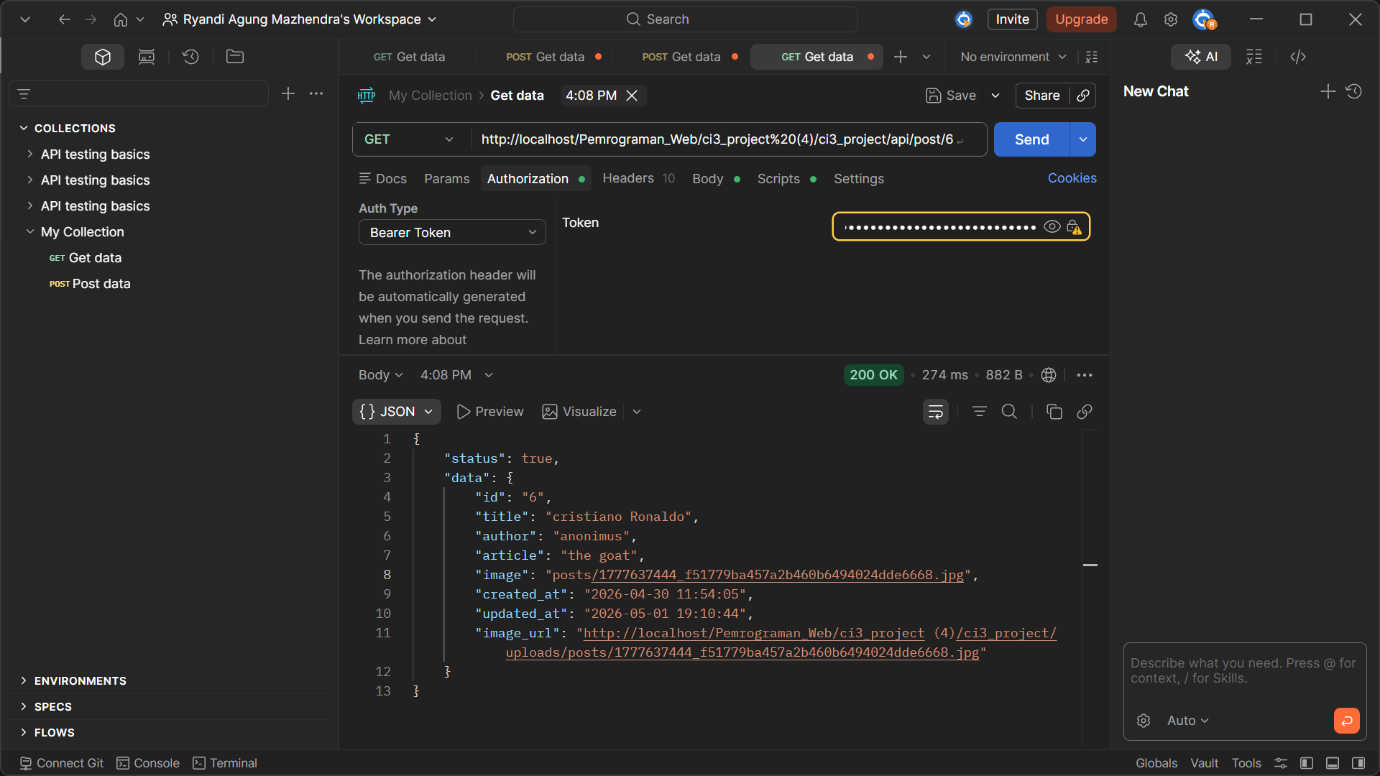 Ryandi Agung Mazhendra's Workspace
Search
Invite
Upgrade
GET Get data
POST Get data
POST Get data
GET Get data
No environment
AI
My Collection › Get data
4:08 PM
Save
Share
New Chat
COLLECTIONS
API testing basics
API testing basics
API testing basics
My Collection
GET Get data
POST Post data
HTTP
GET
http://localhost/Pemrograman_Web/ci3_project%20(4)/ci3_project/api/post/6
Send
Docs Params Authorization Headers 10 Body Scripts Settings
Cookies
Auth Type
Bearer Token
Token
The authorization header will
be automatically generated
when you send the request.
Learn more about
Body 4:08 PM
200 OK 274 ms 882 B
{} JSON Preview Visualize
1 {
2 "status": true,
3 "data": {
4 "id": "6",
5 "title": "cristiano Ronaldo",
6 "author": "anonimus",
7 "article": "the goat",
8 "image": "posts/1777637444_f51779ba457a2b460b6494024dde6668.jpg",
9 "created_at": "2026-04-30 11:54:05",
10 "updated_at": "2026-05-01 19:10:44",
11 "image_url": "http://localhost/Pemrograman_Web/ci3_project (4)/ci3_project/
uploads/posts/1777637444_f51779ba457a2b460b6494024dde6668.jpg"
12 }
13 }
ENVIRONMENTS
SPECS
FLOWS
Describe what you need. Press @ for
context, / for Skills.
Auto
Connect Git Console Terminal
Globals Vault Tools